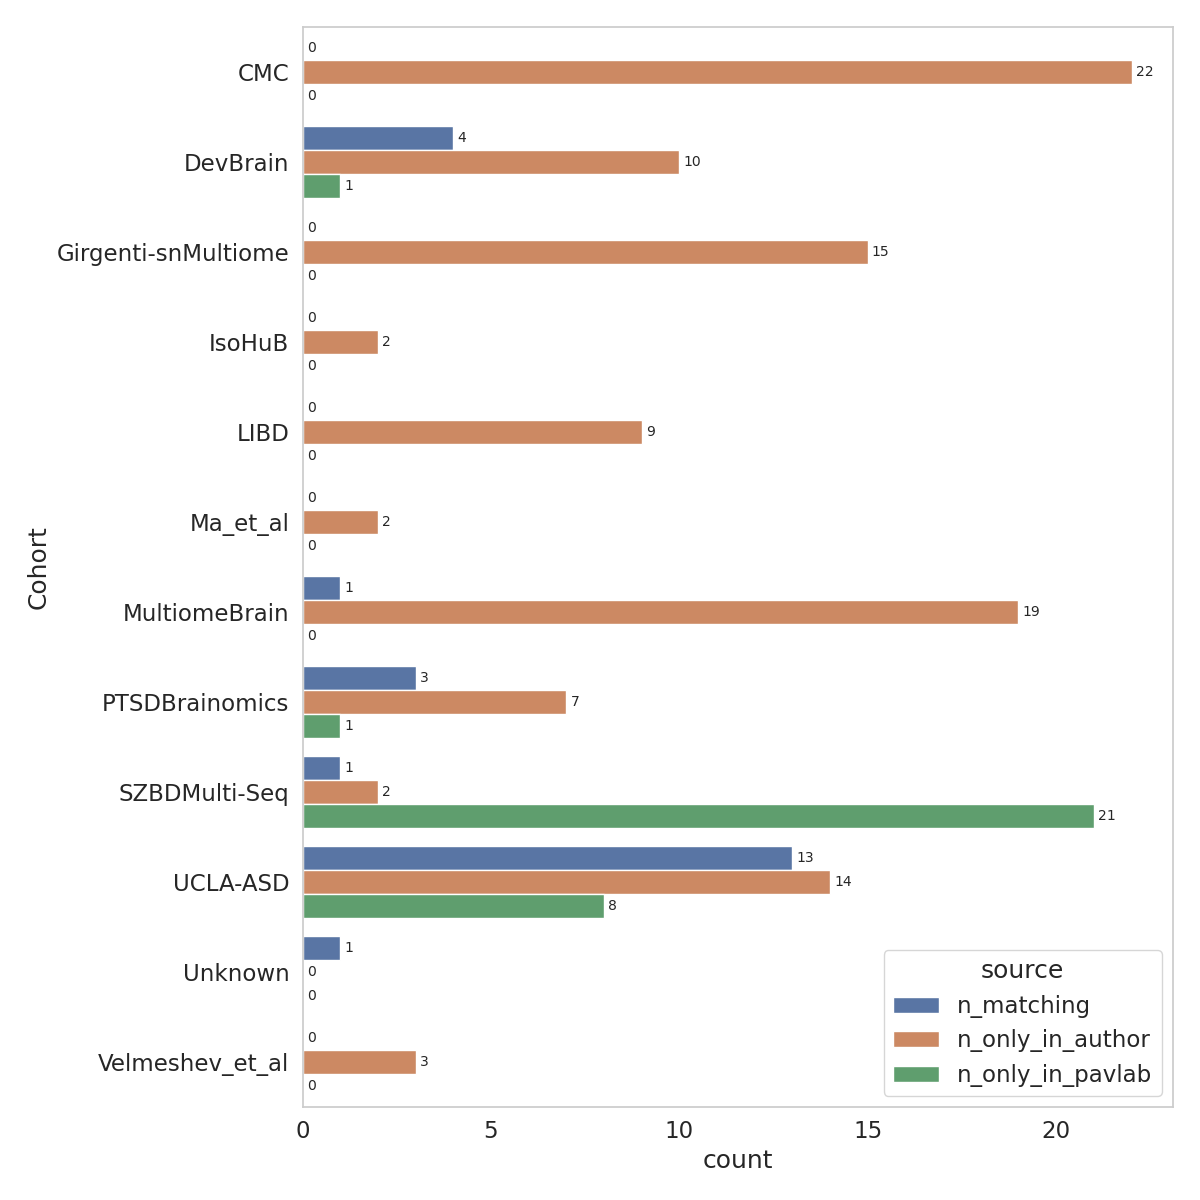 0
CMC
22
0
4
DevBrain
10
1
0
Girgenti-snMultiome
15
0
0
IsoHuB
2
0
0
LIBD
9
0
0
Ma_et_al
2
0
1
MultiomeBrain
19
0
3
PTSDBrainomics
7
1
1
SZBDMulti-Seq
2
21
13
UCLA-ASD
14
8
1
Unknown
0
0
0
Velmeshev_et_al
3
0
Cohort
source
n_matching
n_only_in_author
n_only_in_pavlab
0 5 10 15 20
count